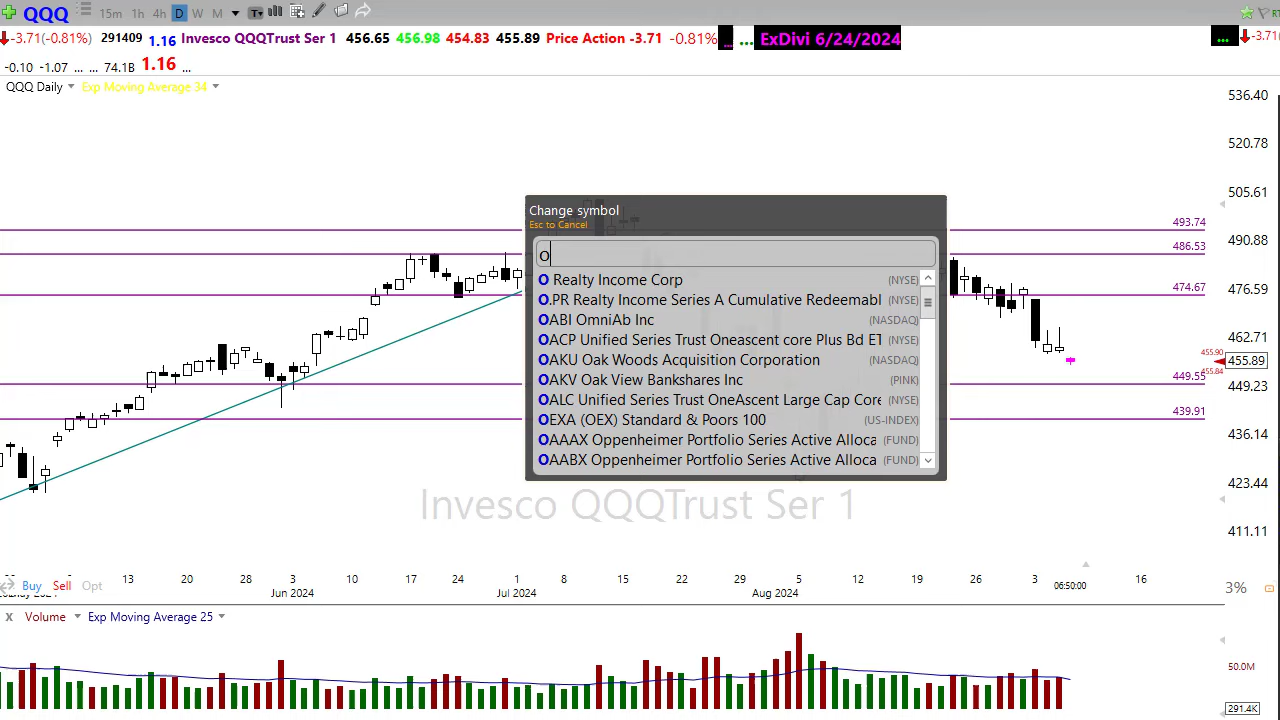 QQQ 15m 1h 4h D W M
-3.71(-0.81%) 291409 1.16 Invesco QQQTrust Ser 1 456.65 456.98 454.83 455.89 Price Action -3.71 -0.81% ... ... ExDivi 6/24/2024 ... -3.71(
-0.10 -1.07 ... ... 74.1B 1.16 ...
QQQ Daily Exp Moving Average 34
536.40
520.78
505.61
490.88
476.59
462.71
449.23
436.14
423.44
411.11
493.74
486.53
474.67
455.90
455.89
455.84
449.55
439.91
Change symbol
Esc to Cancel
O
O Realty Income Corp (NYSE)
O.PR Realty Income Series A Cumulative Redeemabl (NYSE)
OABI OmniAb Inc (NASDAQ)
OACP Unified Series Trust Oneascent core Plus Bd ET (NYSE)
OAKU Oak Woods Acquisition Corporation (NASDAQ)
OAKV Oak View Bankshares Inc (PINK)
OALC Unified Series Trust OneAscent Large Cap Core (NYSE)
OEXA (OEX) Standard & Poors 100 (US-INDEX)
OAAAX Oppenheimer Portfolio Series Active Alloca (FUND)
OAABX Oppenheimer Portfolio Series Active Alloca (FUND)
Invesco QQQTrust Ser 1
13 20 28 3 10 17 24 1 8 15 22 29 5 12 19 26 3 16
Buy Sell Opt
Jun 2024 Jul 2024 Aug 2024 06:50:00
3%
X Volume Exp Moving Average 25
50.0M
291.4K